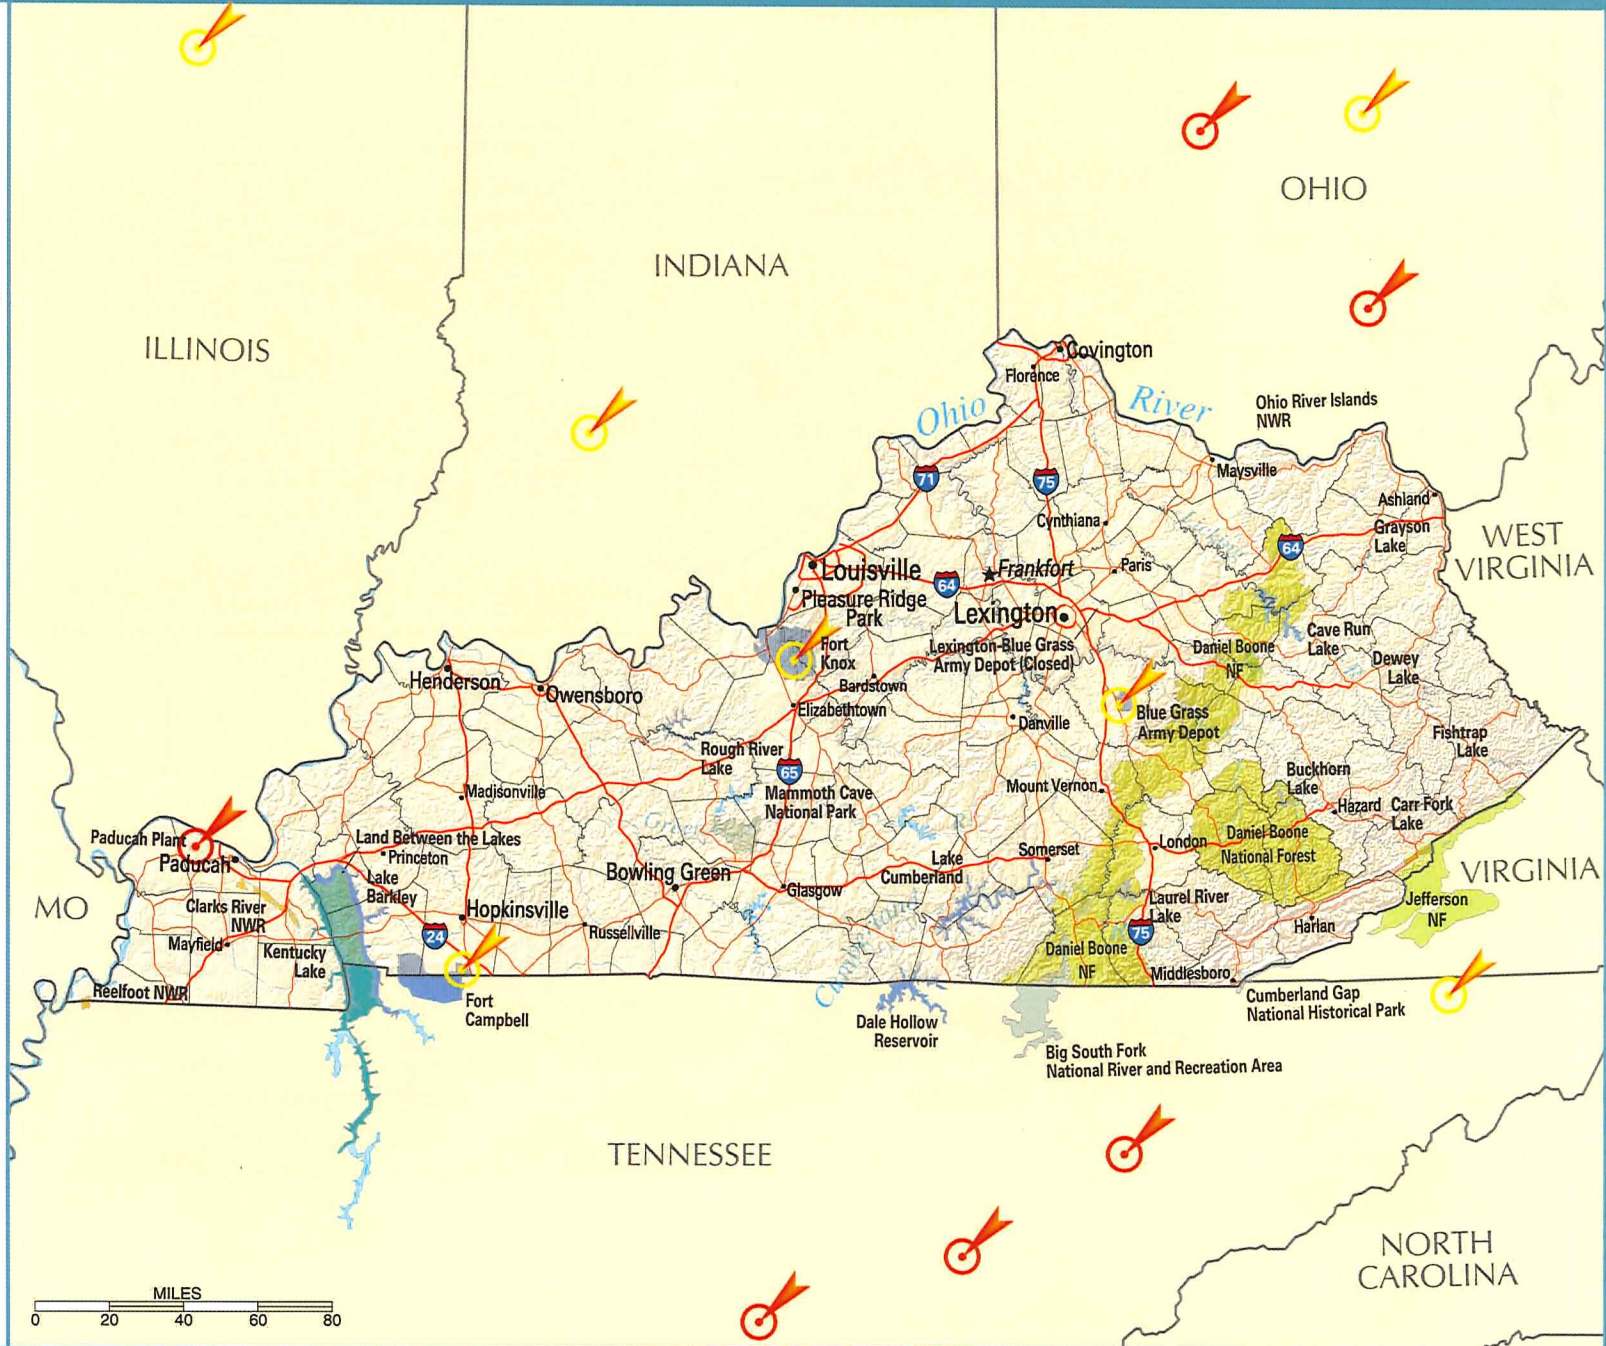 OHIO
INDIANA
ILLINOIS
Covington
Florence
Ohio
River
Ohio River Islands
NWR
71
75
Maysville
Ashland
Cynthiana
Grayson
Lake
WEST
VIRGINIA
64
Louisville
64
Frankfort
Paris
Pleasure Ridge
Park
Lexington
Fort
Knox
Lexington-Blue Grass
Army Depot (Closed)
Cave Run
Lake
Daniel Boone
NF
Dewey
Lake
Henderson
Owensboro
Bardstown
Elizabethtown
Danville
Blue Grass
Army Depot
Fishtrap
Lake
Rough River
Lake
65
Mammoth Cave
National Park
Mount Vernon
Buckhorn
Lake
Hazard
Carr Fork
Lake
Madisonville
Green
Paducah Plant
Paducah
Land Between the Lakes
Princeton
Lake
Barkley
Bowling Green
Glasgow
Lake
Cumberland
Somerset
London
Daniel Boone
National Forest
VIRGINIA
MO
Clarks River
NWR
Mayfield
Kentucky
Lake
Hopkinsville
24
Russellville
Laurel River
Lake
75
Harlan
Jefferson
NF
Daniel Boone
NF
Middlesboro
Reelfoot NWR
Fort
Campbell
Dale Hollow
Reservoir
Cumberland Gap
National Historical Park
Big South Fork
National River and Recreation Area
TENNESSEE
NORTH
CAROLINA
MILES
0 20 40 60 80